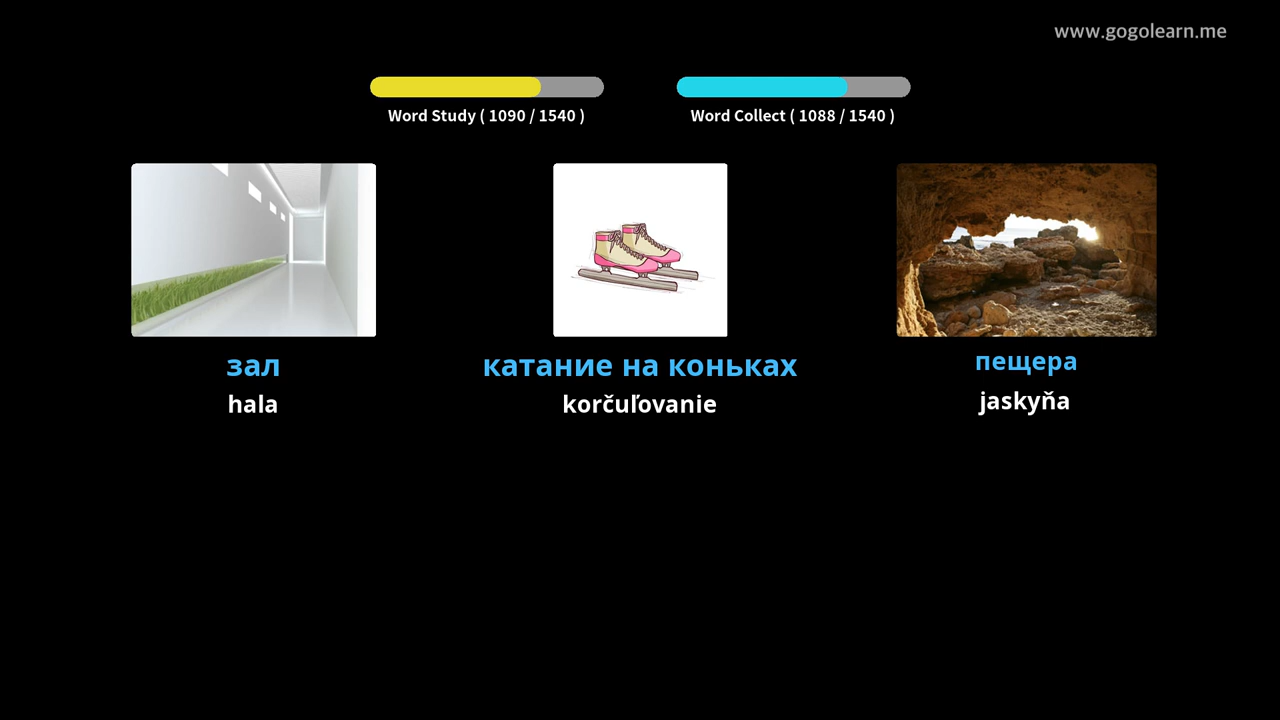 www.gogolearn.me
Word Study ( 1090 / 1540 )
Word Collect ( 1088 / 1540 )
зал
hala
катание на коньках
korčuľovanie
пещера
jaskyňa